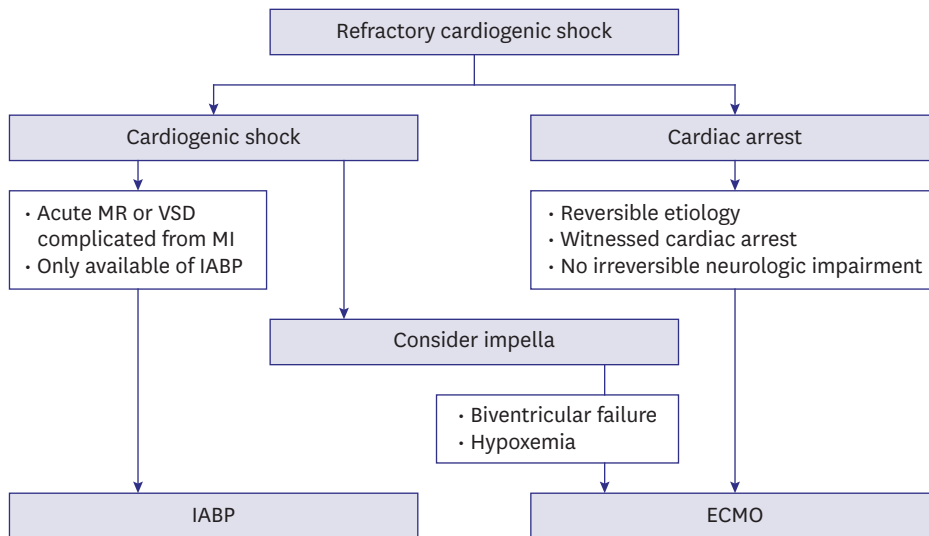 Refractory cardiogenic shock
Cardiogenic shock
Cardiac arrest
· Acute MR or VSD
complicated from MI
· Only available of IABP
· Reversible etiology
· Witnessed cardiac arrest
· No irreversible neurologic impairment
Consider impella
· Biventricular failure
· Hypoxemia
IABP
ECMO